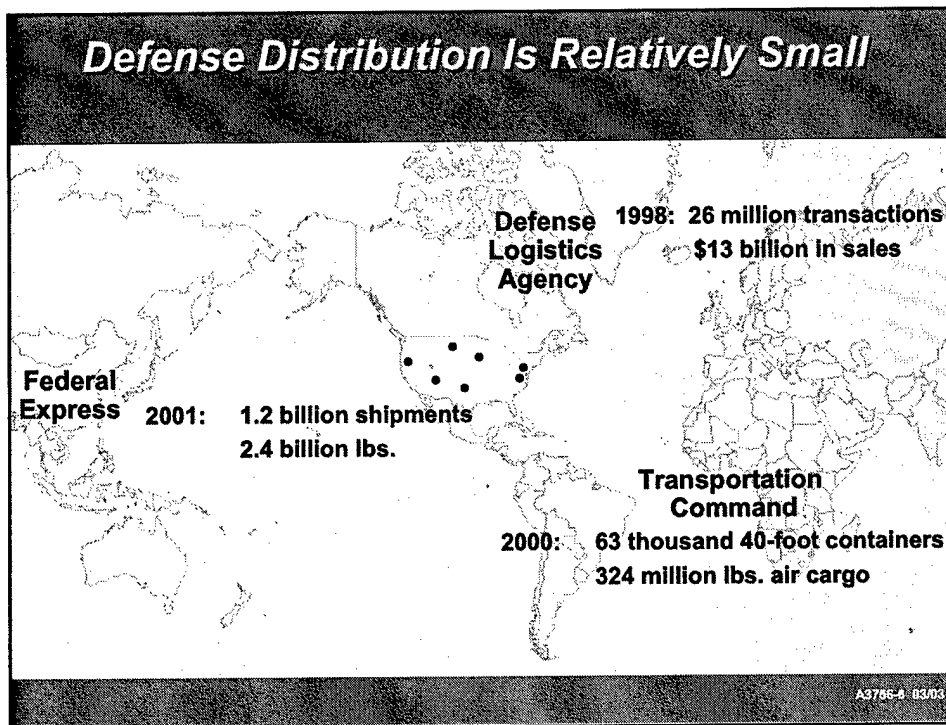 Defense Distribution Is Relatively Small
Defense
Logistics
Agency
1998: 26 million transactions
$13 billion in sales
Federal
Express
2001: 1.2 billion shipments
2.4 billion lbs.
Transportation
Command
2000: 63 thousand 40-foot containers
324 million lbs. air cargo
A3766-6 03/03